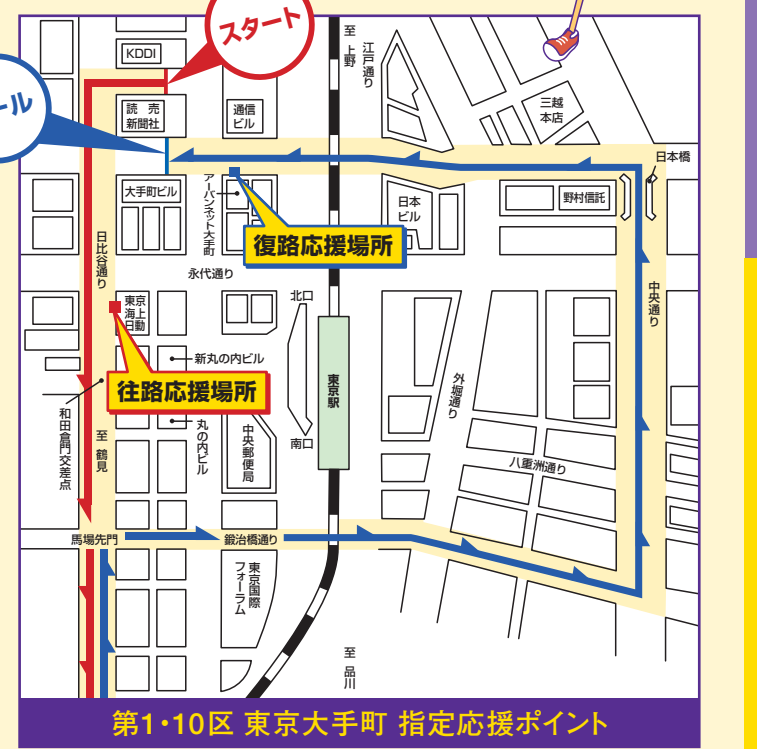 スタート
ール
KDDI
至 上野
江戸通り
読売
新聞社
通信
ビル
三越
本店
日本橋
大手町ビル
アーバンネット大手町
日本
ビル
野村信託
復路応援場所
日比谷通り
永代通り
中央通り
東京
海上
日動
北口
新丸の内ビル
往路応援場所
東京駅
外堀通り
和田倉門交差点
至 鶴見
丸の内ビル
中央郵便局
南口
八重洲通り
馬場先門
鍛治橋通り
東京国際
フォーラム
至 品川
第1・10区 東京大手町 指定応援ポイント